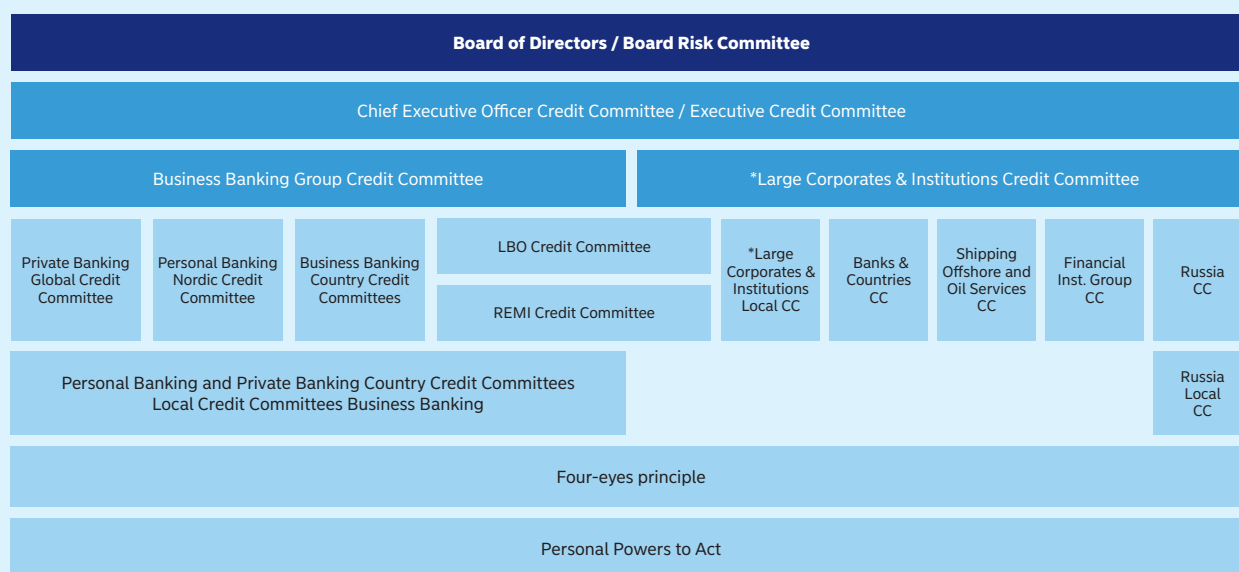 Board of Directors / Board Risk Committee
Chief Executive Officer Credit Committee / Executive Credit Committee
Business Banking Group Credit Committee
*Large Corporates & Institutions Credit Committee
Private Banking
Global Credit
Committee
Personal Banking
Nordic Credit
Committee
Business Banking
Country Credit
Committees
LBO Credit Committee
REMI Credit Committee
*Large
Corporates &
Institutions
Local CC
Banks &
Countries
CC
Shipping
Offshore and
Oil Services
CC
Financial
Inst. Group
CC
Russia
CC
Personal Banking and Private Banking Country Credit Committees
Local Credit Committees Business Banking
Russia
Local
CC
Four-eyes principle
Personal Powers to Act